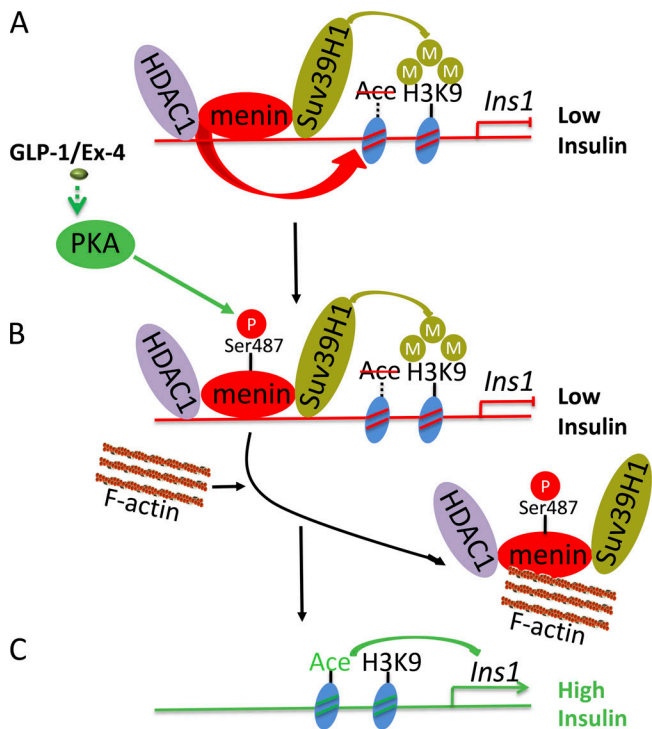 A
HDAC1
menin
Suv39H1
M
M
M
Ace H3K9
Ins1
Low
Insulin
GLP-1/Ex-4
PKA
B
P
Ser487
HDAC1
menin
Suv39H1
M
M
M
Ace H3K9
Ins1
Low
Insulin
F-actin
P
Ser487
HDAC1
menin
Suv39H1
F-actin
C
Ace H3K9
Ins1
High
Insulin